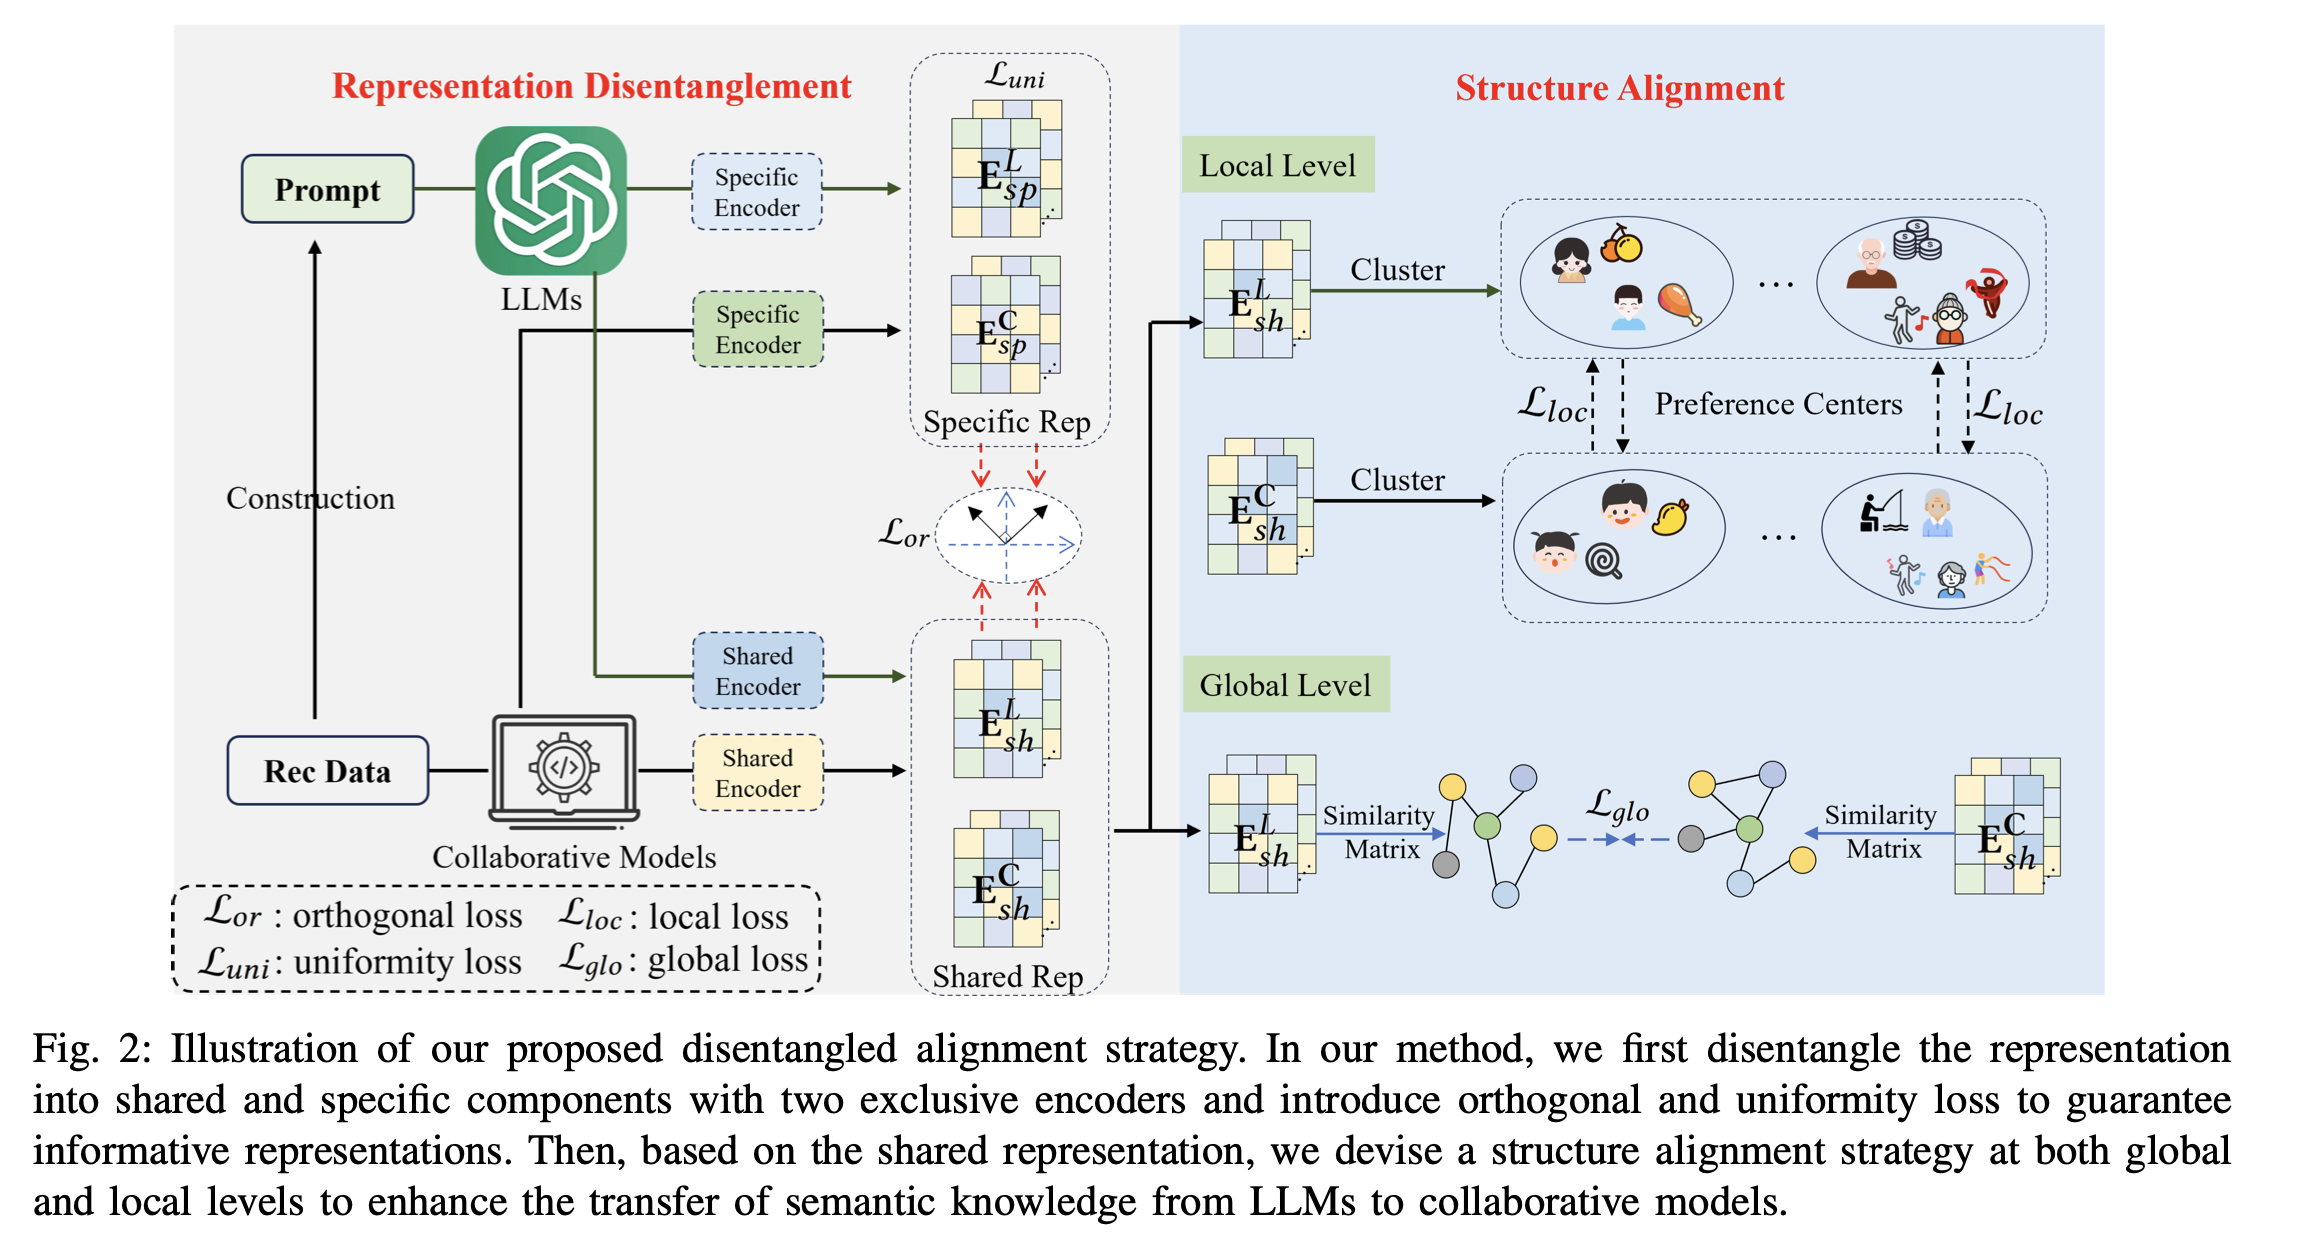 Representation Disentanglement
Structure Alignment
ℒuni
Prompt
LLMs
Specific
Encoder
E^L_sp
Specific
Encoder
E^C_sp
Specific Rep
Construction
ℒor
Shared
Encoder
E^L_sh
Rec Data
</>
Shared
Encoder
Collaborative Models
E^C_sh
Shared Rep
ℒor : orthogonal loss ℒloc : local loss
ℒuni : uniformity loss ℒglo : global loss
Local Level
E^L_sh
Cluster
...
ℒloc
Preference Centers
ℒloc
E^C_sh
Cluster
...
Global Level
E^L_sh
Similarity
Matrix
ℒglo
Similarity
Matrix
E^C_sh
Fig. 2: Illustration of our proposed disentangled alignment strategy. In our method, we first disentangle the representation
into shared and specific components with two exclusive encoders and introduce orthogonal and uniformity loss to guarantee
informative representations. Then, based on the shared representation, we devise a structure alignment strategy at both global
and local levels to enhance the transfer of semantic knowledge from LLMs to collaborative models.